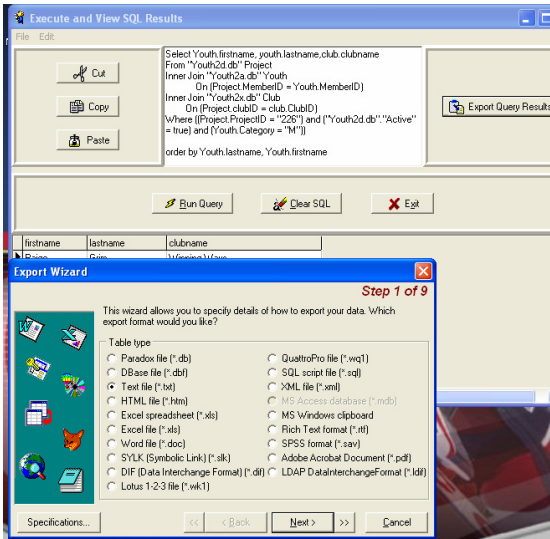 Execute and View SQL Results
File Edit
Cut
Copy
Paste
Select Youth.firstname, youth.lastname,club.clubname
From "Youth2d.db" Project
Inner Join "Youth2a.db" Youth
On (Project.MemberID = Youth.MemberID)
Inner Join "Youth2x.db" Club
On (Project.clubID = club.ClubID)
Where ((Project.ProjectID = "226") and ("Youth2d.db"."Active"
= true) and (Youth.Category = "M"))
order by Youth.lastname, Youth.firstname
Export Query Results
Run Query
Clear SQL
Exit
firstname lastname clubname
Export Wizard
Step 1 of 9
This wizard allows you to specify details of how to export your data. Which
export format would you like?
Table type
Paradox file (*.db)
DBase file (*.dbf)
Text file (*.txt)
HTML file (*.htm)
Excel spreadsheet (*.xls)
Excel file (*.xls)
Word file (*.doc)
SYLK (Symbolic Link) (*.slk)
DIF (Data Interchange Format) (*.dif)
Lotus 1-2-3 file (*.wk1)
QuattroPro file (*.wq1)
SQL script file (*.sql)
XML file (*.xml)
MS Access database (*.mdb)
MS Windows clipboard
Rich Text format (*.rtf)
SPSS format (*.sav)
Adobe Acrobat Document (*.pdf)
LDAP DataInterchangeFormat (*.ldif)
Specifications...
<<
< Back
Next >
>>
Cancel